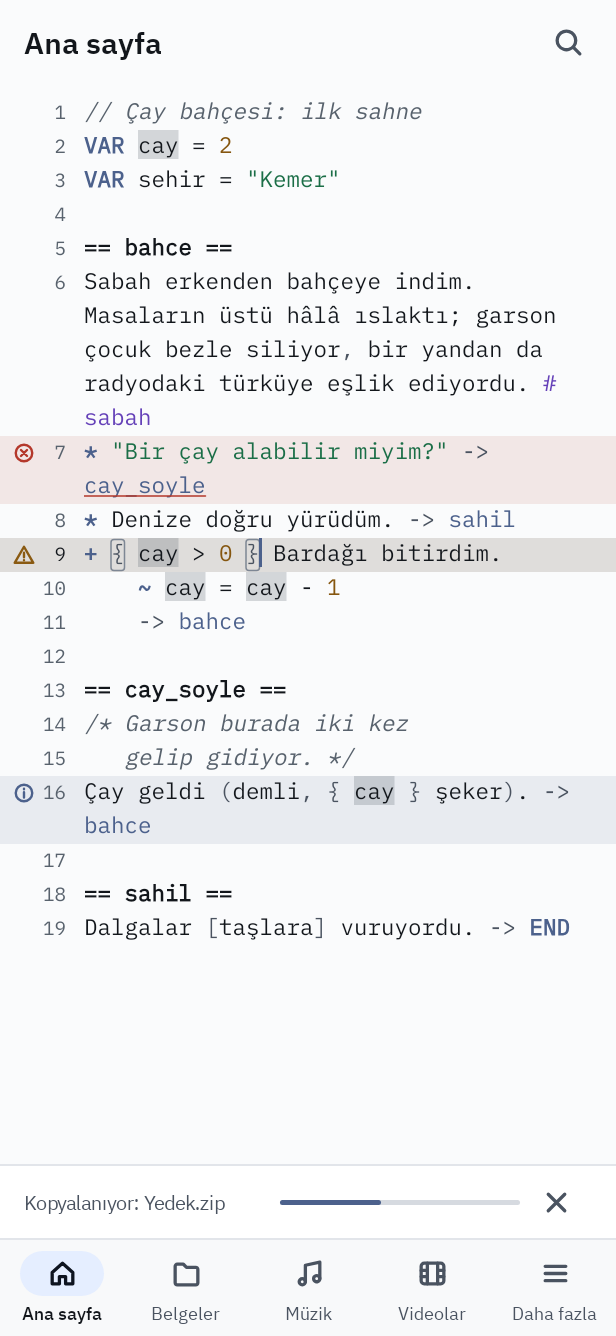 Ana sayfa
1 // Çay bahçesi: ilk sahne
2 VAR cay = 2
3 VAR sehir = "Kemer"
4
5 == bahce ==
6 Sabah erkenden bahçeye indim.
Masaların üstü hâlâ ıslaktı; garson
çocuk bezle siliyor, bir yandan da
radyodaki türküye eşlik ediyordu. #
sabah
7 * "Bir çay alabilir miyim?" ->
cay_soyle
8 * Denize doğru yürüdüm. -> sahil
9 + { cay > 0 } Bardağı bitirdim.
10 ~ cay = cay - 1
11 -> bahce
12
13 == cay_soyle ==
14 /* Garson burada iki kez
15 gelip gidiyor. */
16 Çay geldi (demli, { cay } şeker). ->
bahce
17
18 == sahil ==
19 Dalgalar [taşlara] vuruyordu. -> END
Kopyalanıyor: Yedek.zip
Ana sayfa Belgeler Müzik Videolar Daha fazla